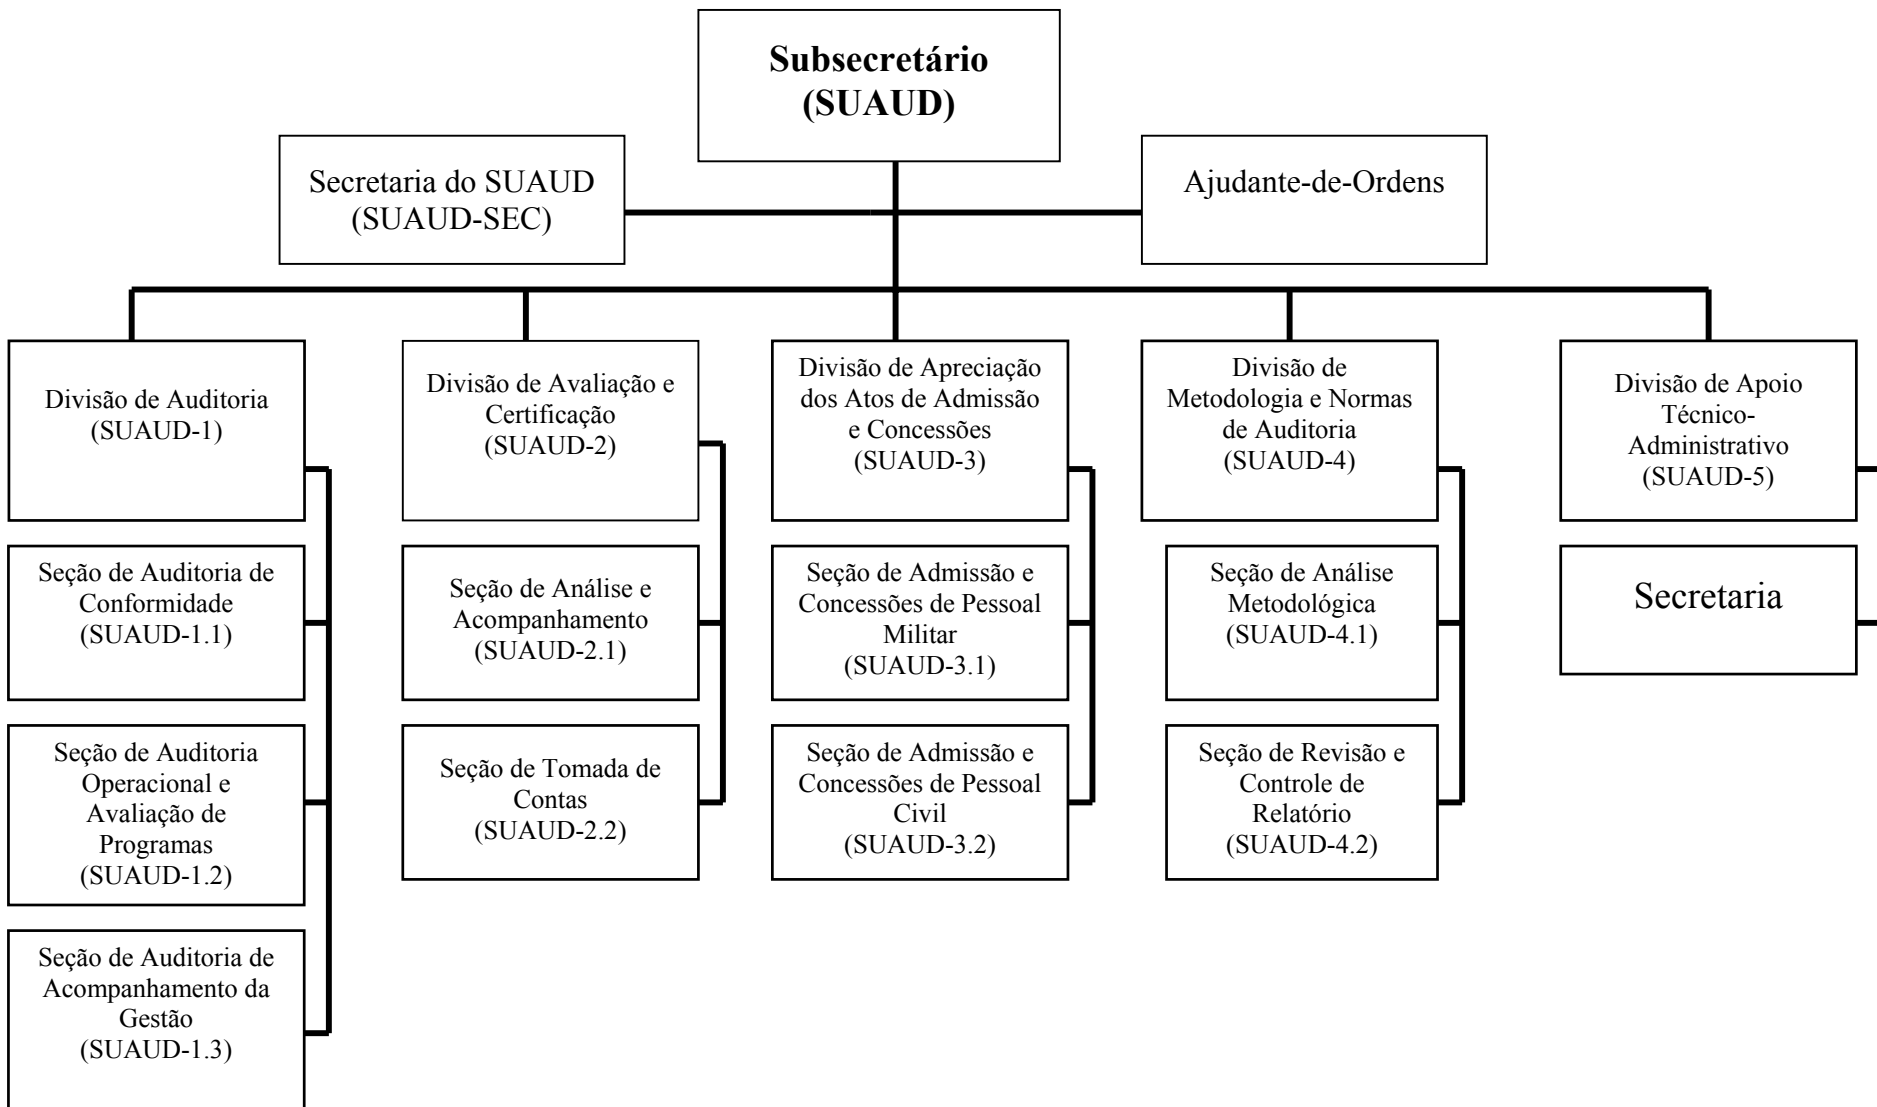 Subsecretário
(SUAUD)
Secretaria do SUAUD
(SUAUD-SEC)
Ajudante-de-Ordens
Divisão de Auditoria
(SUAUD-1)
Divisão de Avaliação e
Certificação
(SUAUD-2)
Divisão de Apreciação
dos Atos de Admissão
e Concessões
(SUAUD-3)
Divisão de
Metodologia e Normas
de Auditoria
(SUAUD-4)
Divisão de Apoio
Técnico-
Administrativo
(SUAUD-5)
Seção de Auditoria de
Conformidade
(SUAUD-1.1)
Seção de Análise e
Acompanhamento
(SUAUD-2.1)
Seção de Admissão e
Concessões de Pessoal
Militar
(SUAUD-3.1)
Seção de Análise
Metodológica
(SUAUD-4.1)
Secretaria
Seção de Auditoria
Operacional e
Avaliação de
Programas
(SUAUD-1.2)
Seção de Tomada de
Contas
(SUAUD-2.2)
Seção de Admissão e
Concessões de Pessoal
Civil
(SUAUD-3.2)
Seção de Revisão e
Controle de
Relatório
(SUAUD-4.2)
Seção de Auditoria de
Acompanhamento da
Gestão
(SUAUD-1.3)